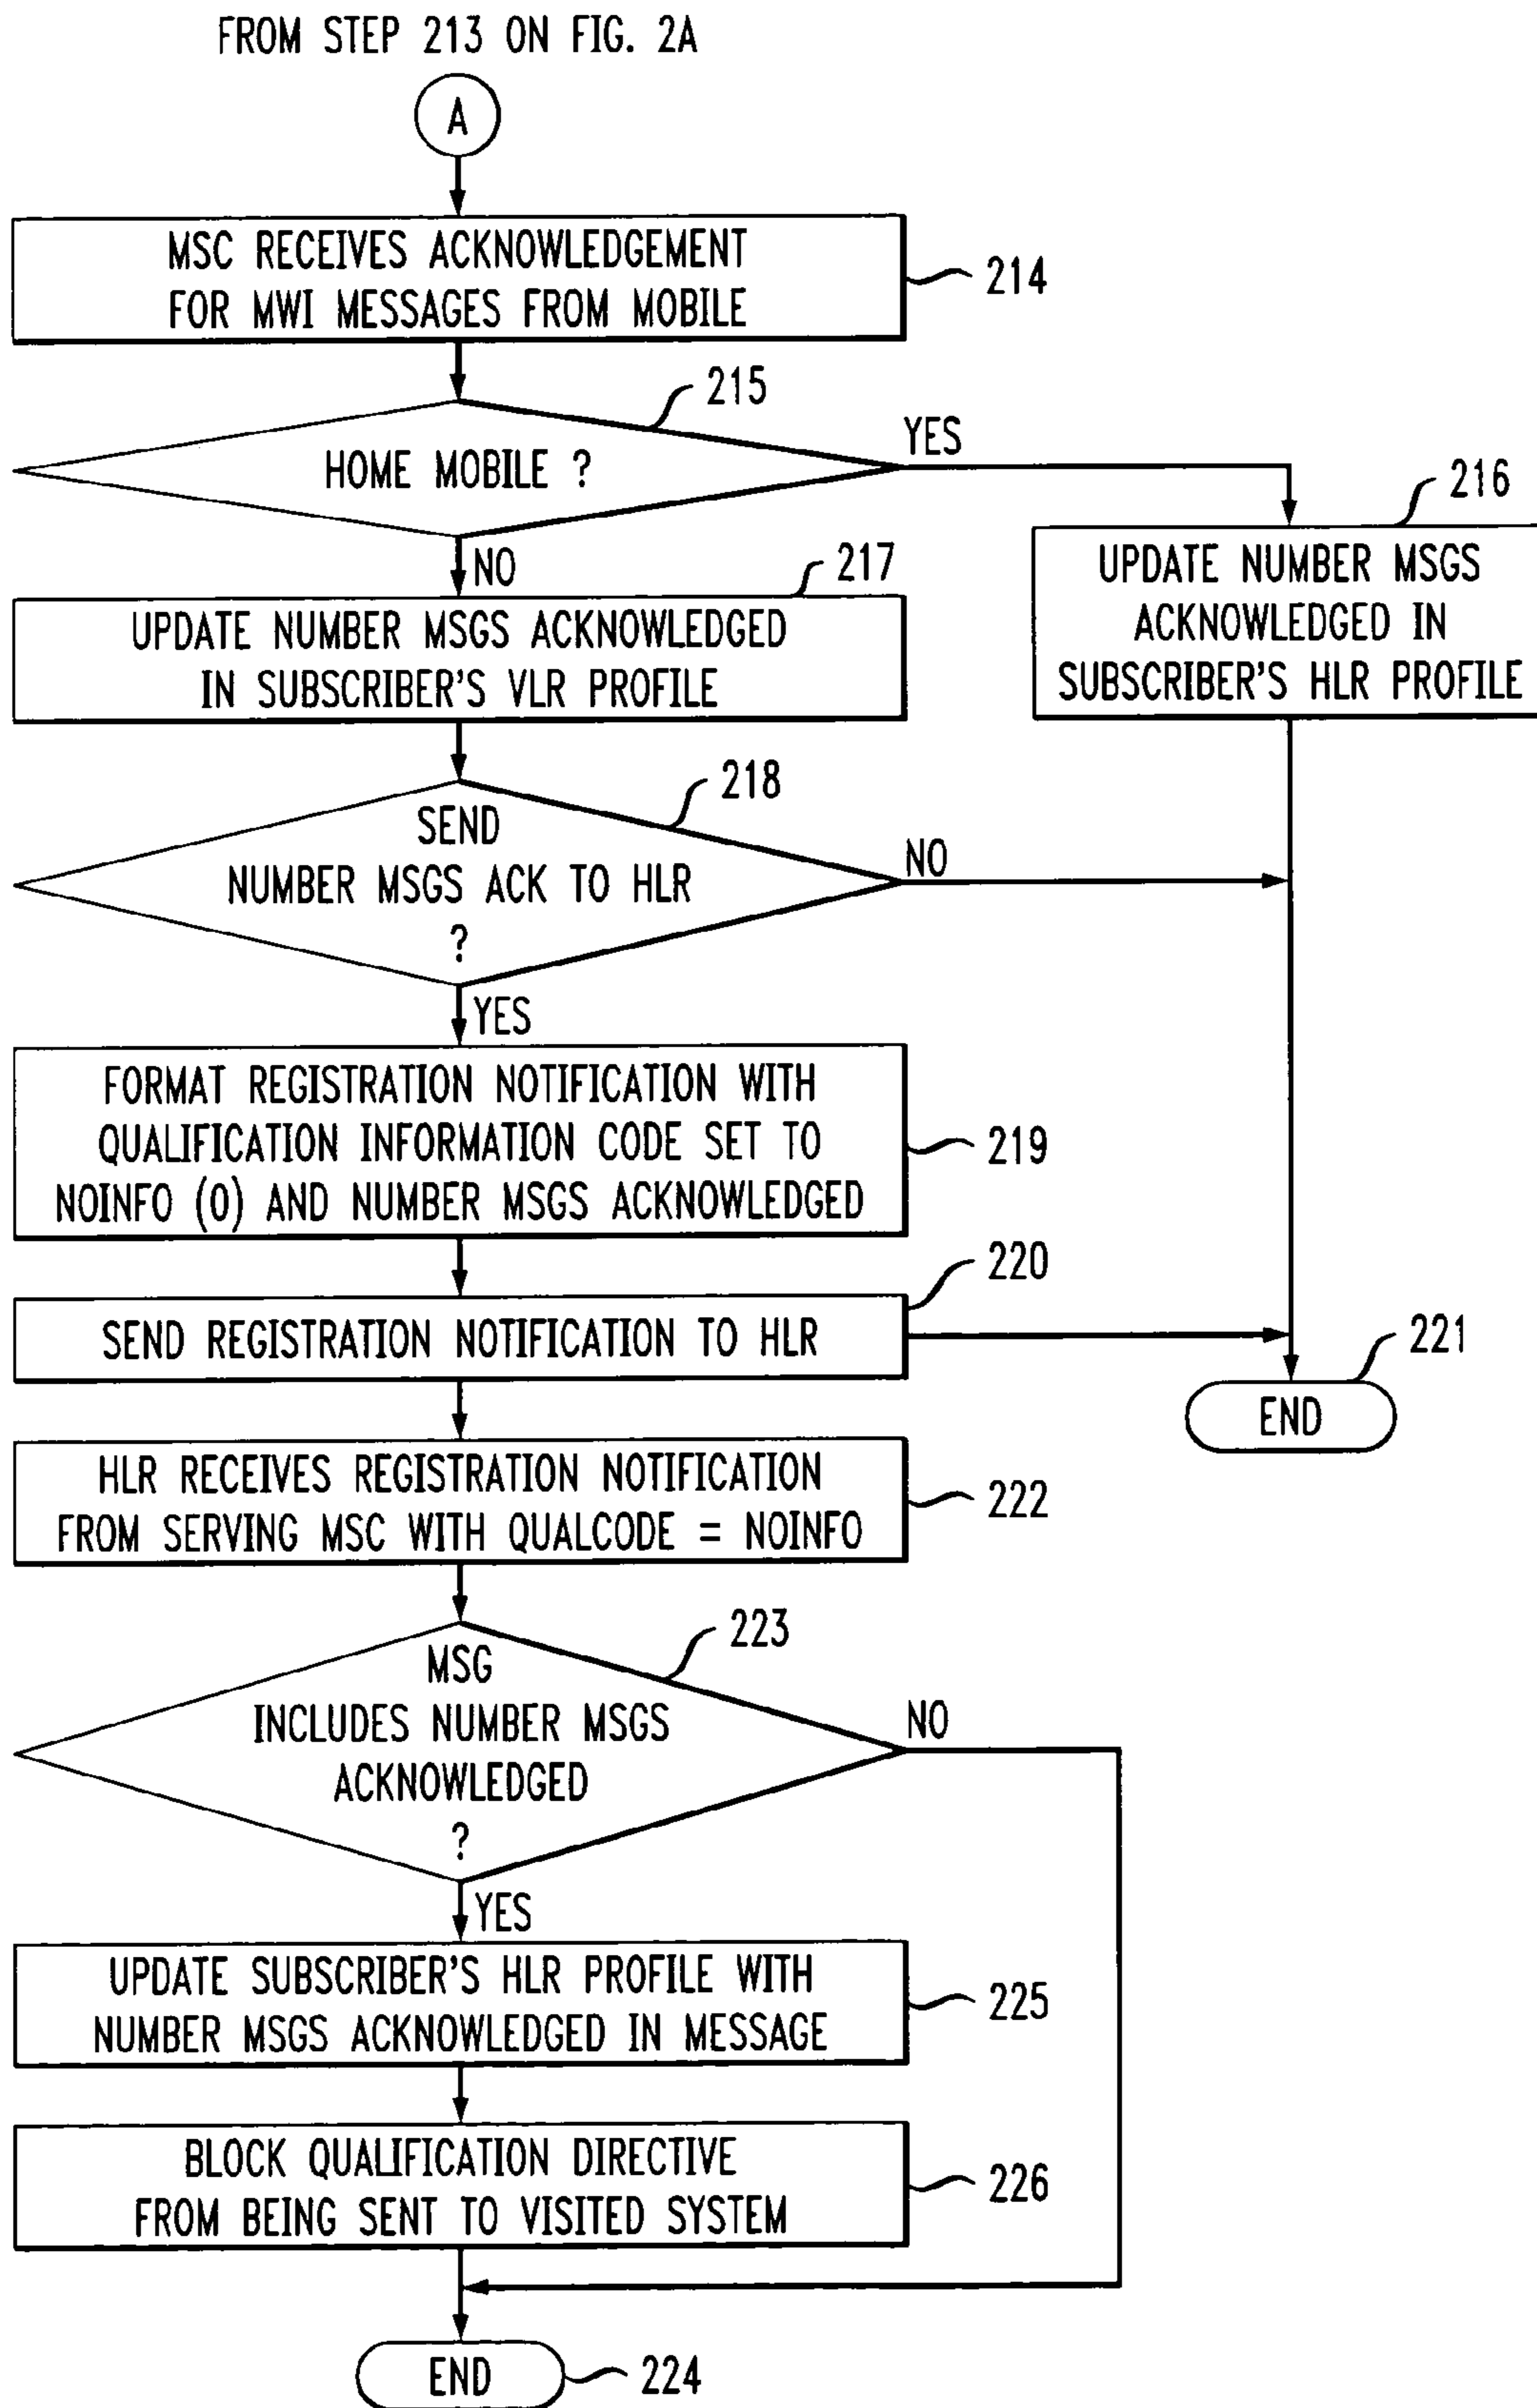 FROM STEP 213 ON FIG. 2A
A
MSC RECEIVES ACKNOWLEDGEMENT
FOR MWI MESSAGES FROM MOBILE
214
215
HOME MOBILE ?
YES
NO
216
UPDATE NUMBER MSGS
ACKNOWLEDGED IN
SUBSCRIBER'S HLR PROFILE
217
UPDATE NUMBER MSGS ACKNOWLEDGED
IN SUBSCRIBER'S VLR PROFILE
218
SEND
NUMBER MSGS ACK TO HLR
?
NO
YES
FORMAT REGISTRATION NOTIFICATION WITH
QUALIFICATION INFORMATION CODE SET TO
NOINFO (0) AND NUMBER MSGS ACKNOWLEDGED
219
220
SEND REGISTRATION NOTIFICATION TO HLR
221
END
HLR RECEIVES REGISTRATION NOTIFICATION
FROM SERVING MSC WITH QUALCODE = NOINFO
222
223
MSG
INCLUDES NUMBER MSGS
ACKNOWLEDGED
?
NO
YES
UPDATE SUBSCRIBER'S HLR PROFILE WITH
NUMBER MSGS ACKNOWLEDGED IN MESSAGE
225
BLOCK QUALIFICATION DIRECTIVE
FROM BEING SENT TO VISITED SYSTEM
226
END
224